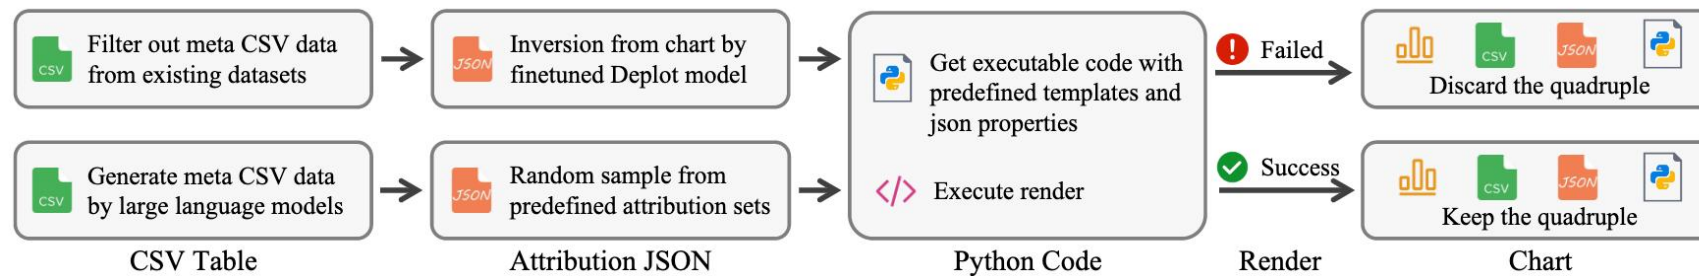 CSV
Filter out meta CSV data
from existing datasets
JSON
Inversion from chart by
finetuned Deplot model
Get executable code with
predefined templates and
json properties
! Failed
CSV JSON
Discard the quadruple
CSV
Generate meta CSV data
by large language models
JSON
Random sample from
predefined attribution sets
</> Execute render
Success
CSV JSON
Keep the quadruple
CSV Table
Attribution JSON
Python Code
Render
Chart